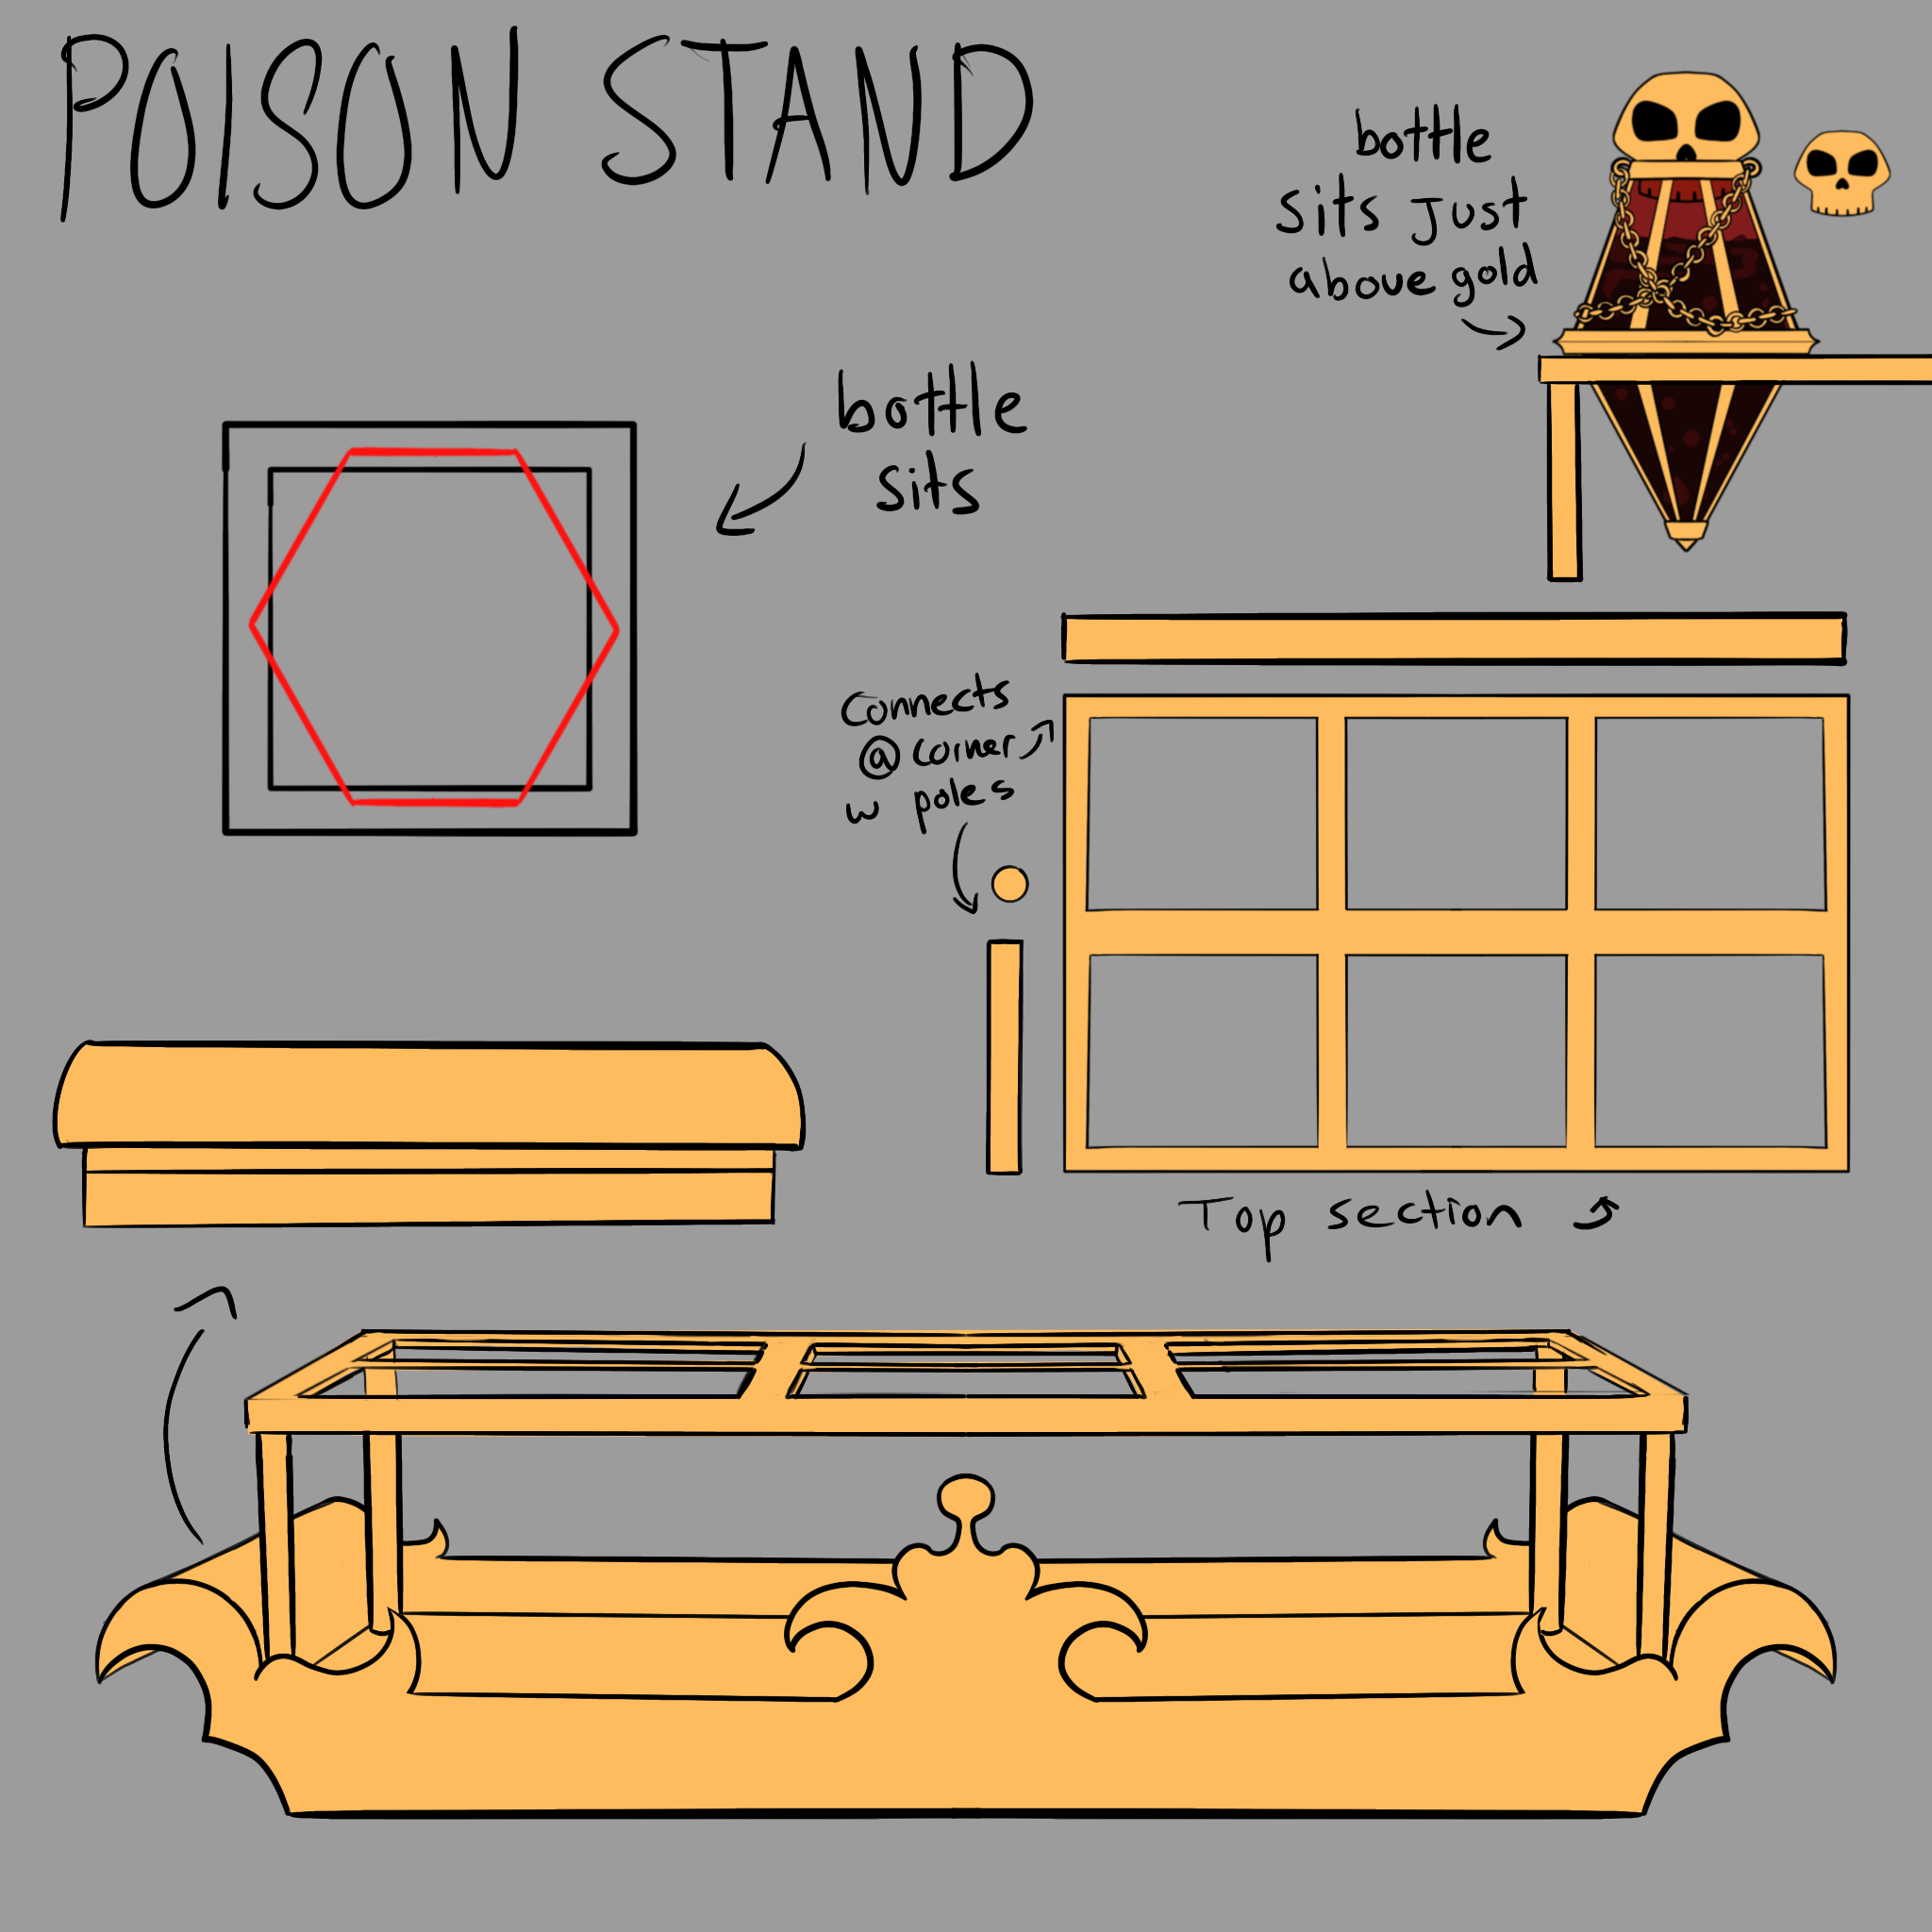 POISON STAND
bottle
sits just
above gold
bottle
sits
Connects
@ corner
w poles
Top section